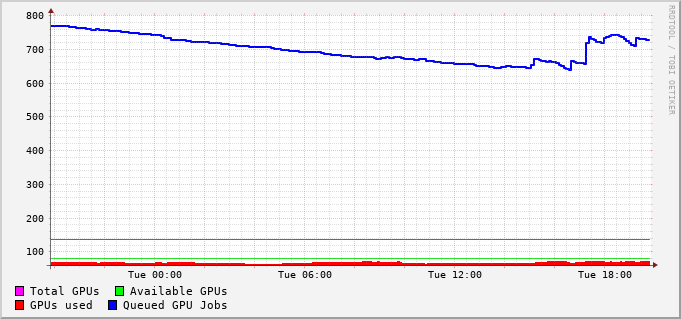 800
700
600
500
400
300
200
100
Tue 00:00 Tue 06:00 Tue 12:00 Tue 18:00
Total GPUs Available GPUs
GPUs used Queued GPU Jobs
RRDTOOL / TOBI OETIKER